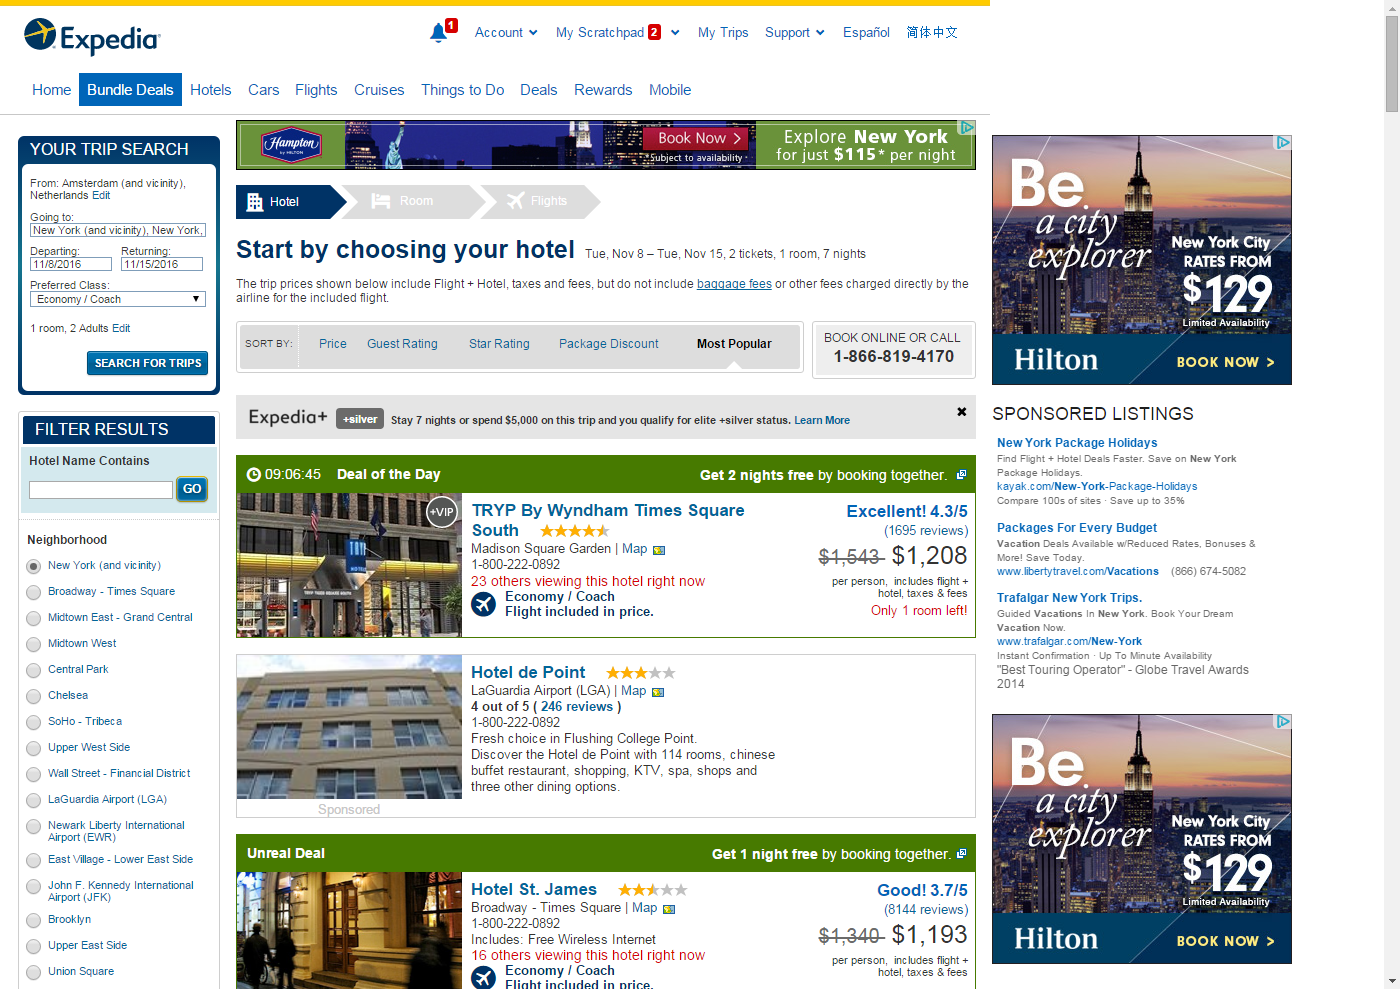 Expedia
1
Account
My Scratchpad 2
My Trips
Support
Español
简体中文
Home
Bundle Deals
Hotels
Cars
Flights
Cruises
Things to Do
Deals
Rewards
Mobile
YOUR TRIP SEARCH
From: Amsterdam (and vicinity),
Netherlands Edit
Going to:
New York (and vicinity), New York,
Departing:
Returning:
11/8/2016
11/15/2016
Preferred Class:
Economy / Coach
1 room, 2 Adults Edit
SEARCH FOR TRIPS
FILTER RESULTS
Hotel Name Contains
GO
Neighborhood
New York (and vicinity)
Broadway - Times Square
Midtown East - Grand Central
Midtown West
Central Park
Chelsea
SoHo - Tribeca
Upper West Side
Wall Street - Financial District
LaGuardia Airport (LGA)
Newark Liberty International
Airport (EWR)
East Village - Lower East Side
John F. Kennedy International
Airport (JFK)
Brooklyn
Upper East Side
Union Square
Hampton
by HILTON
Book Now >
*Subject to availability
Explore New York
for just $115* per night
Hotel
Room
Flights
Start by choosing your hotel Tue, Nov 8 – Tue, Nov 15, 2 tickets, 1 room, 7 nights
The trip prices shown below include Flight + Hotel, taxes and fees, but do not include baggage fees or other fees charged directly by the
airline for the included flight.
SORT BY:
Price
Guest Rating
Star Rating
Package Discount
Most Popular
BOOK ONLINE OR CALL
1-866-819-4170
Expedia+ +silver Stay 7 nights or spend $5,000 on this trip and you qualify for elite +silver status. Learn More
09:06:45 Deal of the Day
Get 2 nights free by booking together.
+VIP
TRYP By Wyndham Times Square
South
Madison Square Garden | Map
1-800-222-0892
23 others viewing this hotel right now
Economy / Coach
Flight included in price.
Excellent! 4.3/5
(1695 reviews)
$1,543 $1,208
per person, includes flight +
hotel, taxes & fees
Only 1 room left!
Hotel de Point
LaGuardia Airport (LGA) | Map
4 out of 5 ( 246 reviews )
1-800-222-0892
Fresh choice in Flushing College Point.
Discover the Hotel de Point with 114 rooms, chinese
buffet restaurant, shopping, KTV, spa, shops and
three other dining options.
Sponsored
Unreal Deal
Get 1 night free by booking together.
Hotel St. James
Broadway - Times Square | Map
1-800-222-0892
Includes: Free Wireless Internet
16 others viewing this hotel right now
Economy / Coach
Flight included in price.
Good! 3.7/5
(8144 reviews)
$1,340 $1,193
per person, includes flight +
hotel, taxes & fees
Be
a city
explorer
New York City
RATES FROM
$129
Limited Availability
Hilton
BOOK NOW >
SPONSORED LISTINGS
New York Package Holidays
Find Flight + Hotel Deals Faster. Save on New York
Package Holidays.
kayak.com/New-York-Package-Holidays
Compare 100s of sites · Save up to 35%
Packages For Every Budget
Vacation Deals Available w/Reduced Rates, Bonuses &
More! Save Today.
www.libertytravel.com/Vacations (866) 674-5082
Trafalgar New York Trips.
Guided Vacations In New York. Book Your Dream
Vacation Now.
www.trafalgar.com/New-York
Instant Confirmation · Up To Minute Availability
"Best Touring Operator" - Globe Travel Awards
2014
Be
a city
explorer
New York City
RATES FROM
$129
Limited Availability
Hilton
BOOK NOW >